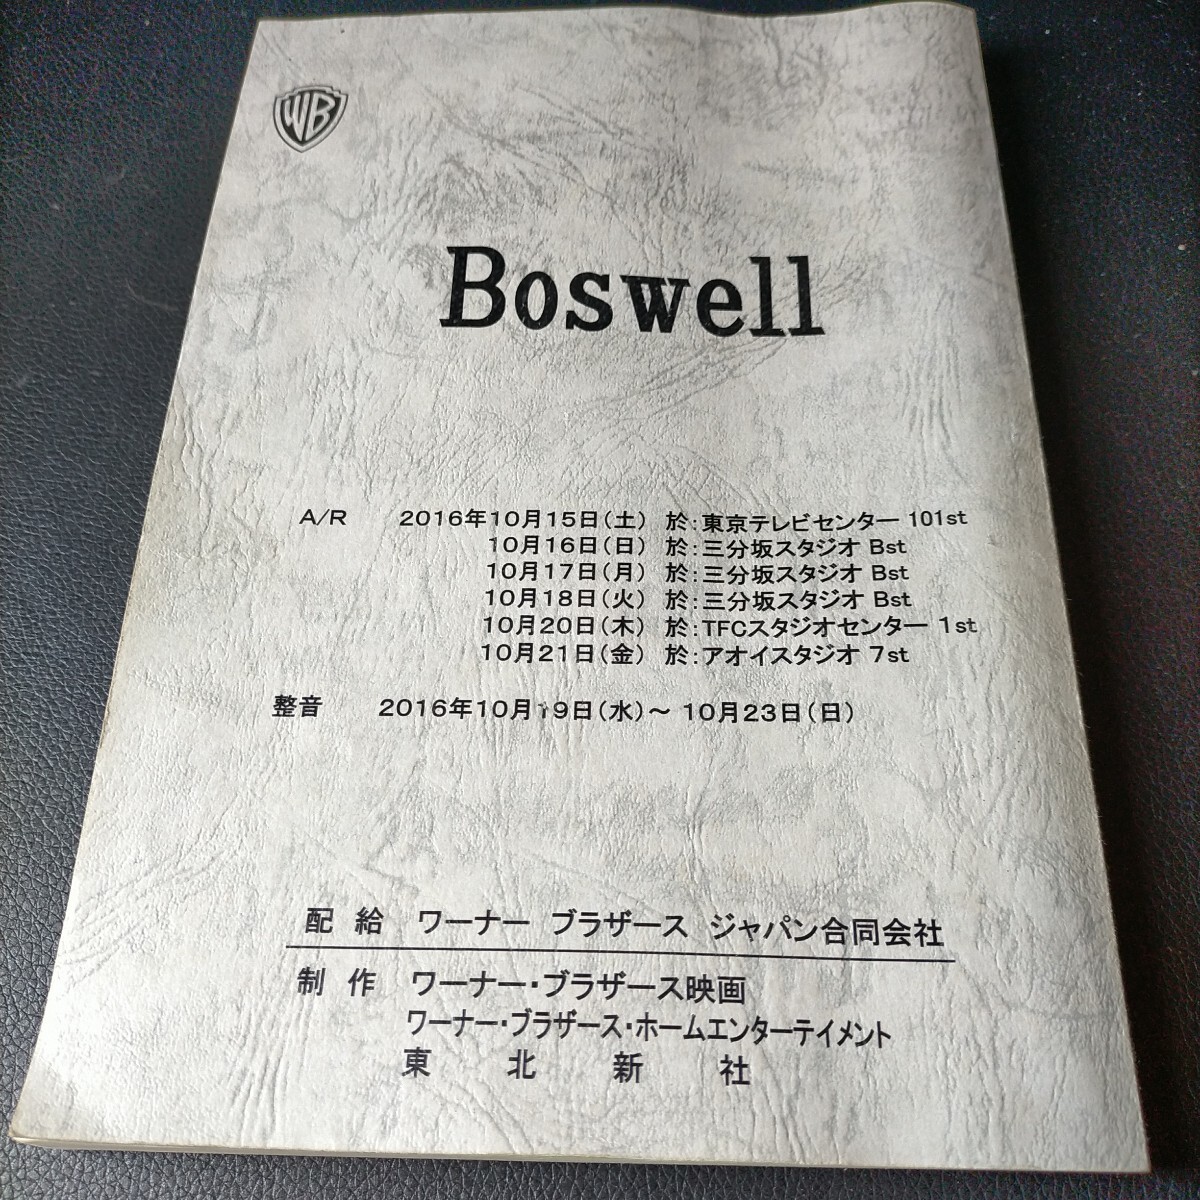 WB
Boswell
A/R 2016年10月15日(土) 於:東京テレビセンター 101st
10月16日(日) 於:三分坂スタジオ Bst
10月17日(月) 於:三分坂スタジオ Bst
10月18日(火) 於:三分坂スタジオ Bst
10月20日(木) 於:TFCスタジオセンター 1st
10月21日(金) 於:アオイスタジオ 7st
整音 2016年10月19日(水)～10月23日(日)
配給 ワーナー ブラザース ジャパン合同会社
制作 ワーナー・ブラザース映画
ワーナー・ブラザース・ホームエンターテイメント
東北新社